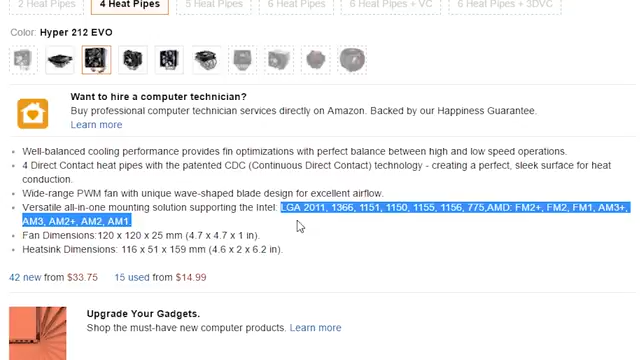 2 Heat Pipes 4 Heat Pipes 5 Heat Pipes 6 Heat Pipes 6 Heat Pipes + VC 6 Heat Pipes + 3DVC
Color: Hyper 212 EVO
Want to hire a computer technician?
Buy professional computer technician services directly on Amazon. Backed by our Happiness Guarantee.
Learn more
Well-balanced cooling performance provides fin optimizations with perfect balance between high and low speed operations.
4 Direct Contact heat pipes with the patented CDC (Continuous Direct Contact) technology - creating a perfect, sleek surface for heat
conduction.
Wide-range PWM fan with unique wave-shaped blade design for excellent airflow.
Versatile all-in-one mounting solution supporting the Intel: LGA 2011, 1366, 1151, 1150, 1155, 1156, 775,AMD: FM2+, FM2, FM1, AM3+,
AM3, AM2+, AM2, AM1
Fan Dimensions:120 x 120 x 25 mm (4.7 x 4.7 x 1 in).
Heatsink Dimensions: 116 x 51 x 159 mm (4.6 x 2 x 6.2 in).
42 new from $33.75 15 used from $14.99
Upgrade Your Gadgets.
Shop the must-have new computer products. Learn more